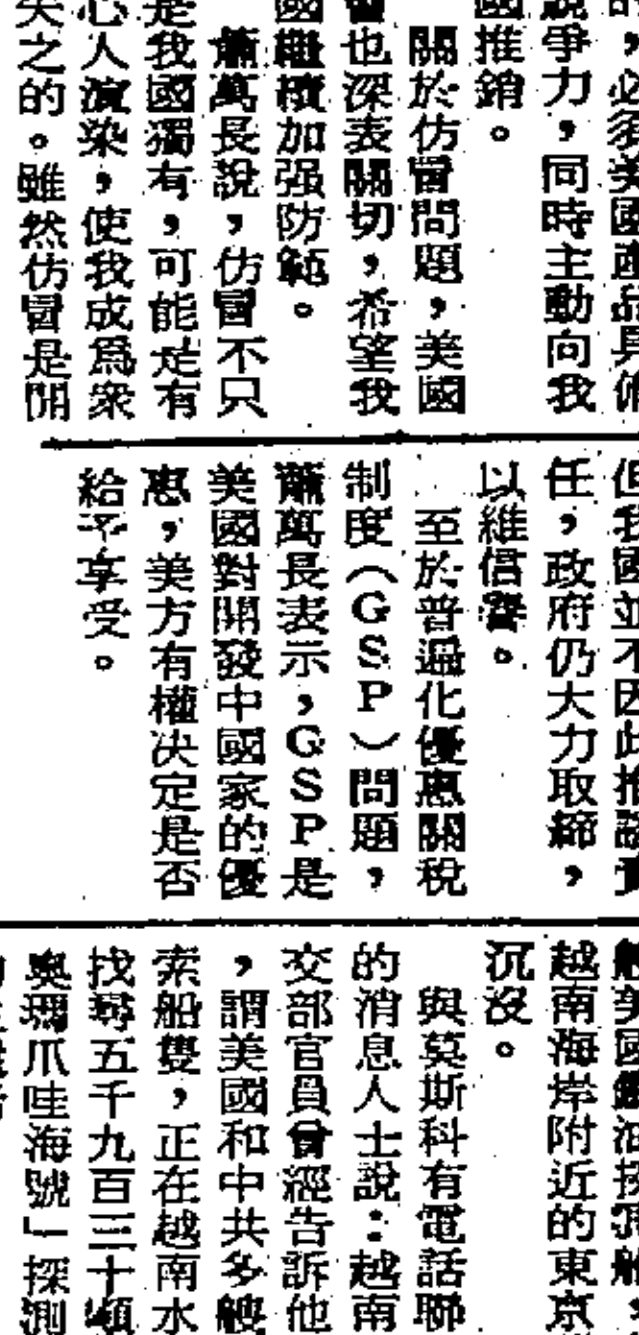 的，必須美國產品具備
競爭力，同時主動向我
國推銷。
關於仿冒問題，美國
會也深表關切，希望我
國繼續加强防範。
蕭萬長說，仿冒不只
是我國獨有，可能是有
心人渲染，使我成爲衆
矢之的。雖然仿冒是開
但我國並不因此推諉責
任，政府仍大力取締，
以維信譽。
至於普遍化優惠關稅
制度（GSP）問題，
蕭萬長表示，GSP是
美國對開發中國家的優
惠，美方有權决定是否
給予享受。
越南海岸附近的東京
沉沒。
與莫斯科有電話聯
的消息人士說：越南
交部官員曾經告訴他
，謂美國和中共多艘
索船隻，正在越南水
找尋五千九百三十噸
奧瑪爪哇海號」探測